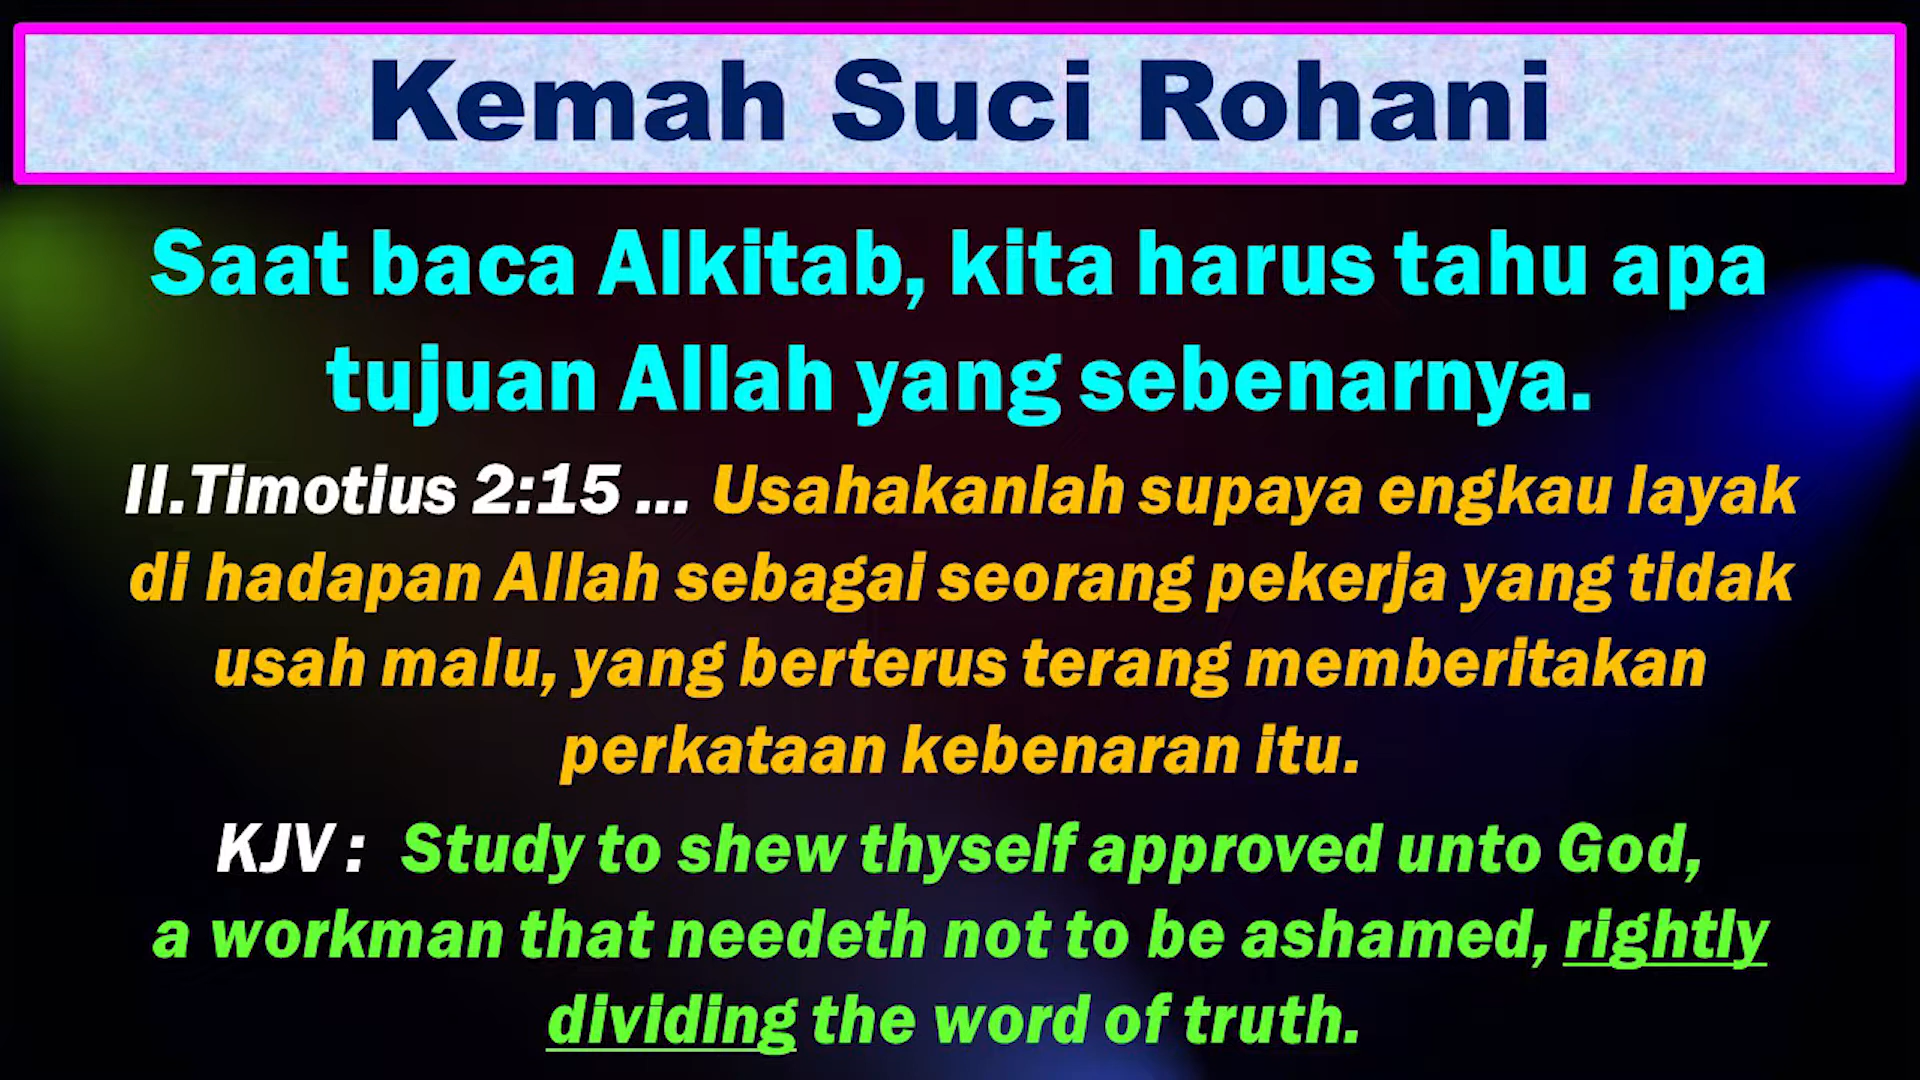 Kemah Suci Rohani
Saat baca Alkitab, kita harus tahu apa
tujuan Allah yang sebenarnya.
II.Timotius 2:15 ... Usahakanlah supaya engkau layak
di hadapan Allah sebagai seorang pekerja yang tidak
usah malu, yang berterus terang memberitakan
perkataan kebenaran itu.
KJV : Study to shew thyself approved unto God,
a workman that needeth not to be ashamed, rightly
dividing the word of truth.